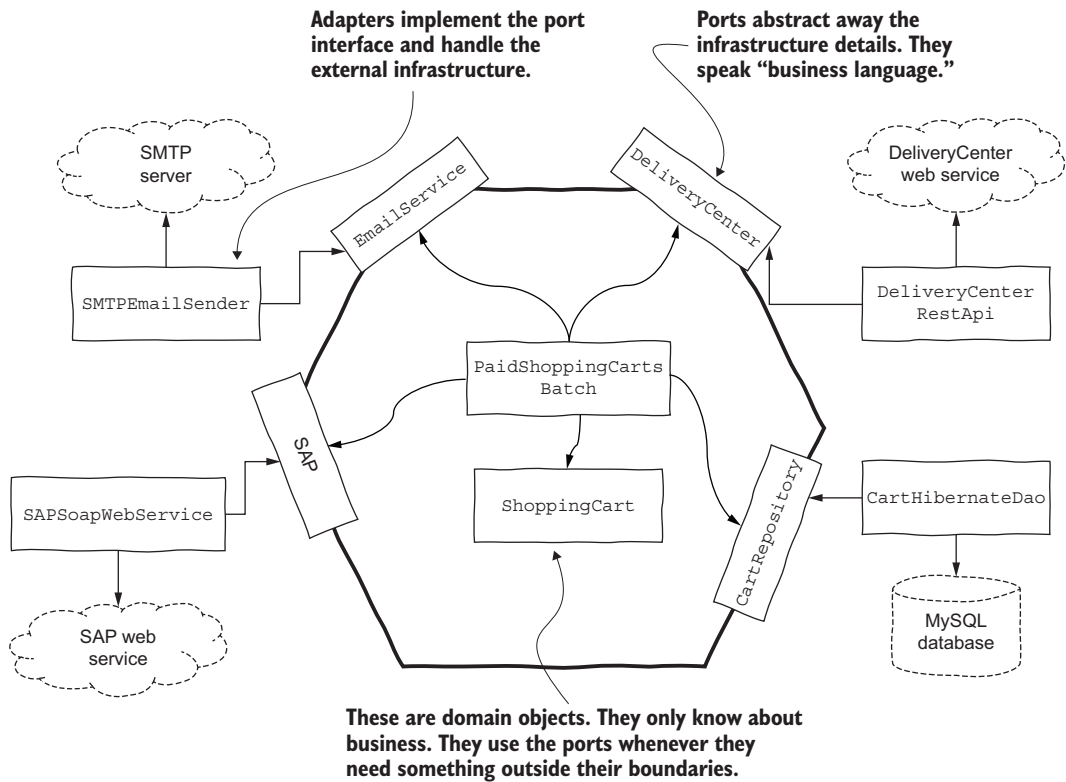 Adapters implement the port
interface and handle the
external infrastructure.
Ports abstract away the
infrastructure details. They
speak “business language.”
SMTP
server
EmailService
DeliveryCenter
DeliveryCenter
web service
SMTPEmailSender
DeliveryCenter
RestApi
PaidShoppingCarts
Batch
SAP
SAPSoapWebService
ShoppingCart
CartRepository
CartHibernateDao
SAP web
service
MySQL
database
These are domain objects. They only know about
business. They use the ports whenever they
need something outside their boundaries.